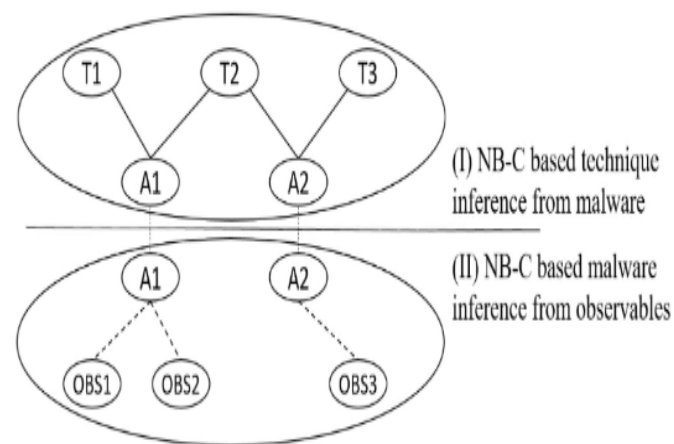 T1 T2 T3
A1 A2
(I) NB-C based technique
inference from malware
A1 A2
(II) NB-C based malware
inference from observables
OBS1 OBS2 OBS3